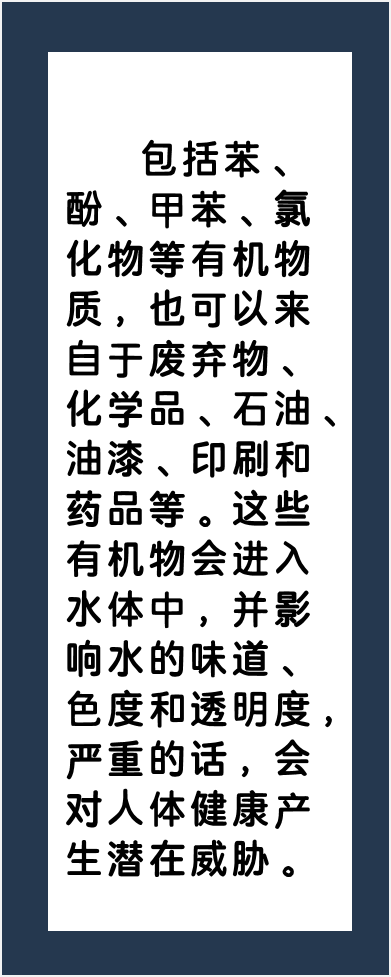 包括苯、
酚、甲苯、氯
化物等有机物
质，也可以来
自于废弃物、
化学品、石油、
油漆、印刷和
药品等。这些
有机物会进入
水体中，并影
响水的味道、
色度和透明度，
严重的话，会
对人体健康产
生潜在威胁。